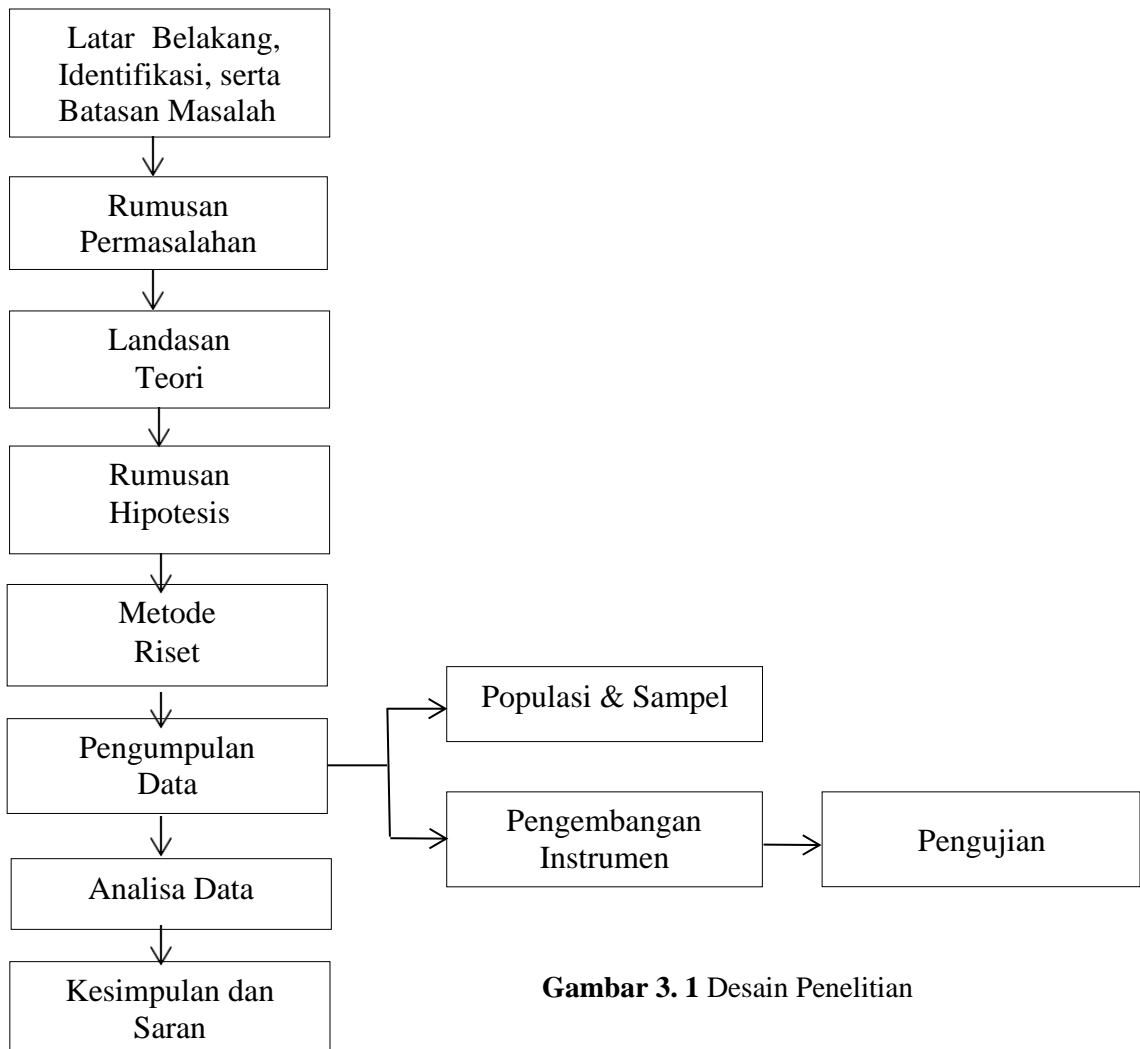 Latar Belakang,
Identifikasi, serta
Batasan Masalah
Rumusan
Permasalahan
Landasan
Teori
Rumusan
Hipotesis
Metode
Riset
Pengumpulan
Data
Populasi & Sampel
Pengembangan
Instrumen
Pengujian
Analisa Data
Kesimpulan dan
Saran
Gambar 3. 1 Desain Penelitian